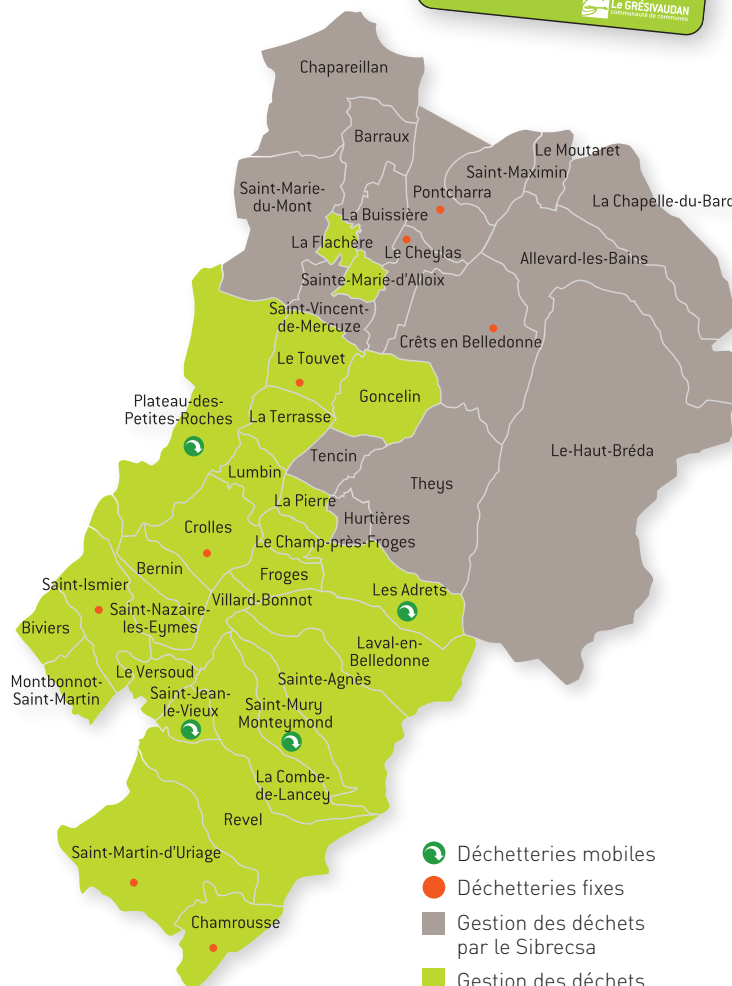 Le GRÉSIVAUDAN
communauté de communes
Chapareillan
Barraux
Le Moutaret
Saint-Maximin
Saint-Marie-
du-Mont
Pontcharra
La Chapelle-du-Bard
La Buissière
La Flachère
Le Cheylas
Allevard-les-Bains
Sainte-Marie-d'Alloix
Saint-Vincent-
de-Mercuze
Crêts en Belledonne
Le Touvet
Goncelin
Plateau-des-
Petites-Roches
La Terrasse
Tencin
Le-Haut-Bréda
Lumbin
Theys
La Pierre
Hurtières
Crolles
Le Champ-près-Froges
Bernin
Froges
Saint-Ismier
Les Adrets
Villard-Bonnot
Saint-Nazaire-
les-Eymes
Biviers
Laval-en-
Belledonne
Le Versoud
Sainte-Agnès
Montbonnot-
Saint-Martin
Saint-Jean-
le-Vieux
Saint-Mury
Monteymond
La Combe-
de-Lancey
Revel
Saint-Martin-d'Uriage
Chamrousse
Déchetteries mobiles
Déchetteries fixes
Gestion des déchets
par le Sibrecsa
Gestion des déchets